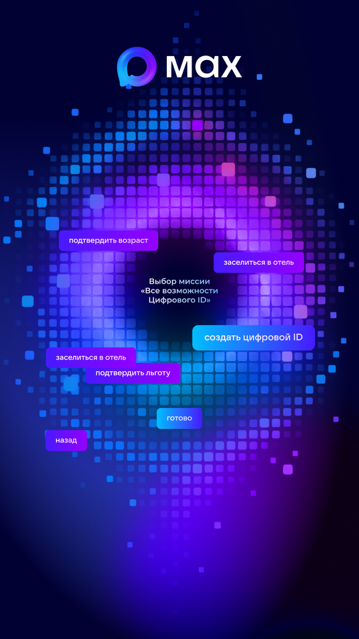 max
подтвердить возраст
заселиться в отель
Выбор миссии
«Все возможности
Цифрового ID»
создать цифровой ID
заселиться в отель
подтвердить льготу
готово
назад